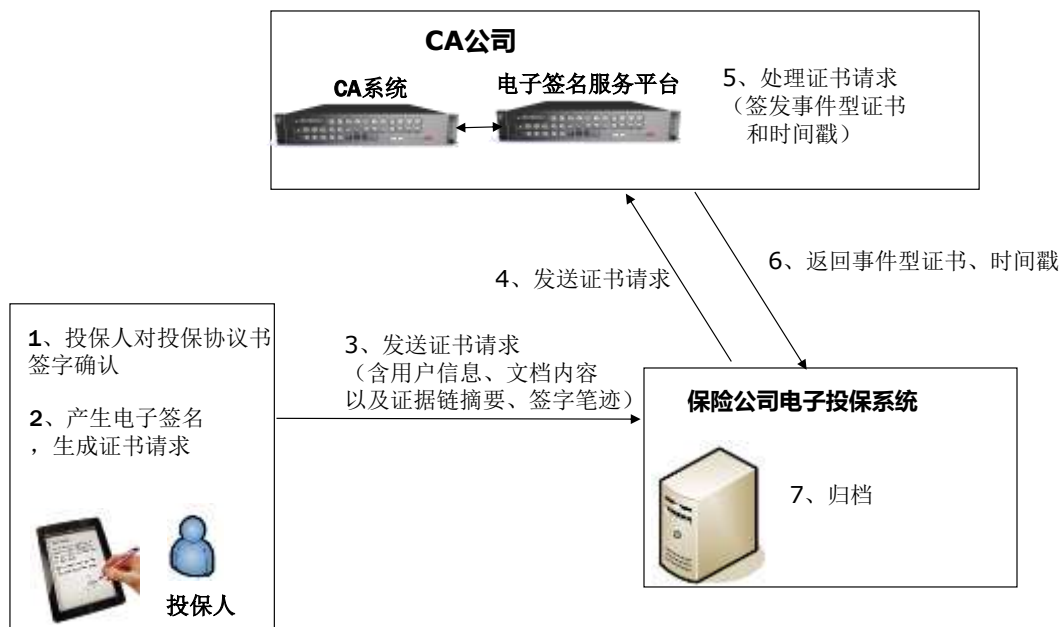 CA公司
CA系统
电子签名服务平台
5、处理证书请求
（签发事件型证书
和时间戳）
4、发送证书请求
6、返回事件型证书、时间戳
1、投保人对投保协议书
签字确认
2、产生电子签名
，生成证书请求
投保人
3、发送证书请求
（含用户信息、文档内容
以及证据链摘要、签字笔迹）
保险公司电子投保系统
7、归档